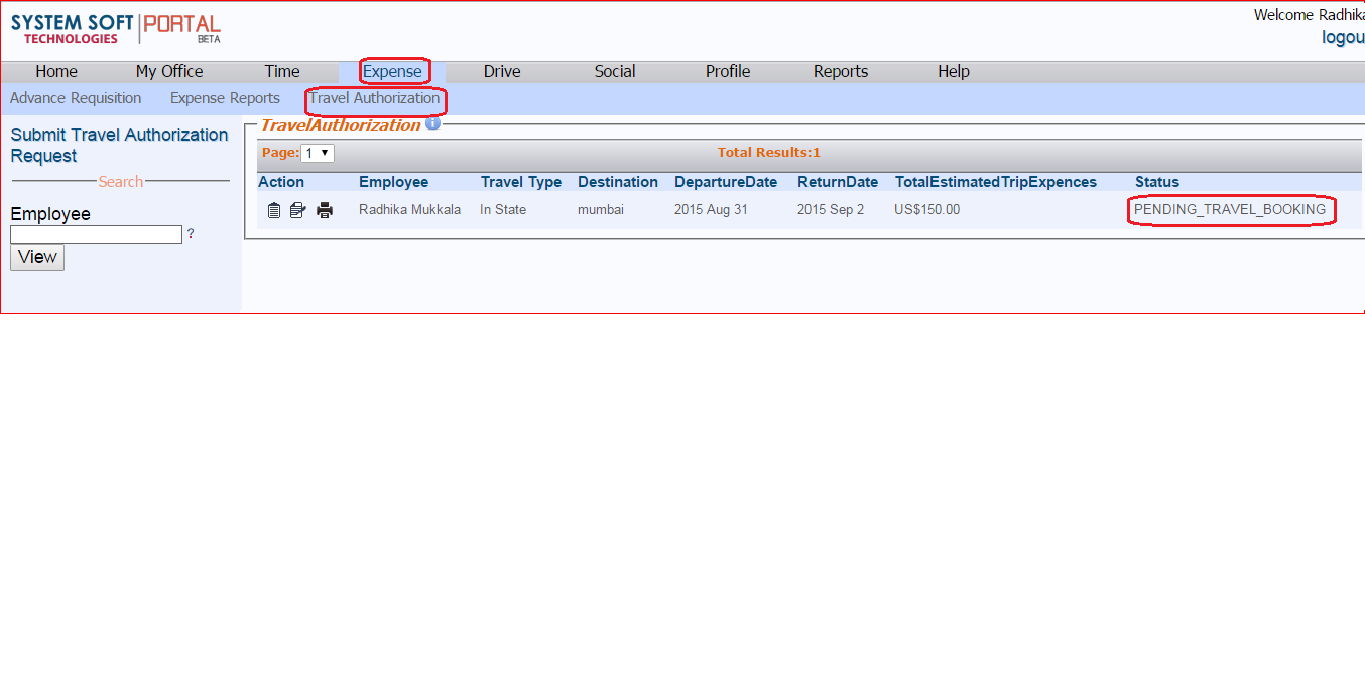 SYSTEM SOFT PORTAL
TECHNOLOGIES BETA
Welcome Radhika
logou
Home My Office Time Expense Drive Social Profile Reports Help
Advance Requisition Expense Reports Travel Authorization
Submit Travel Authorization
Request
Search
Employee
?
View
TravelAuthorization i
Page: 1 Total Results:1
Action Employee Travel Type Destination DepartureDate ReturnDate TotalEstimatedTripExpences Status
Radhika Mukkala In State mumbai 2015 Aug 31 2015 Sep 2 US$150.00 PENDING_TRAVEL_BOOKING